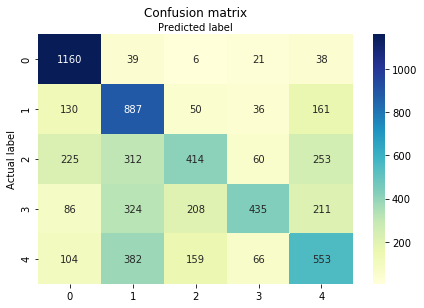 Confusion matrix
Predicted label
Actual label
0 1160 39 6 21 38
1 130 887 50 36 161
2 225 312 414 60 253
3 86 324 208 435 211
4 104 382 159 66 553
0 1 2 3 4
1000
800
600
400
200